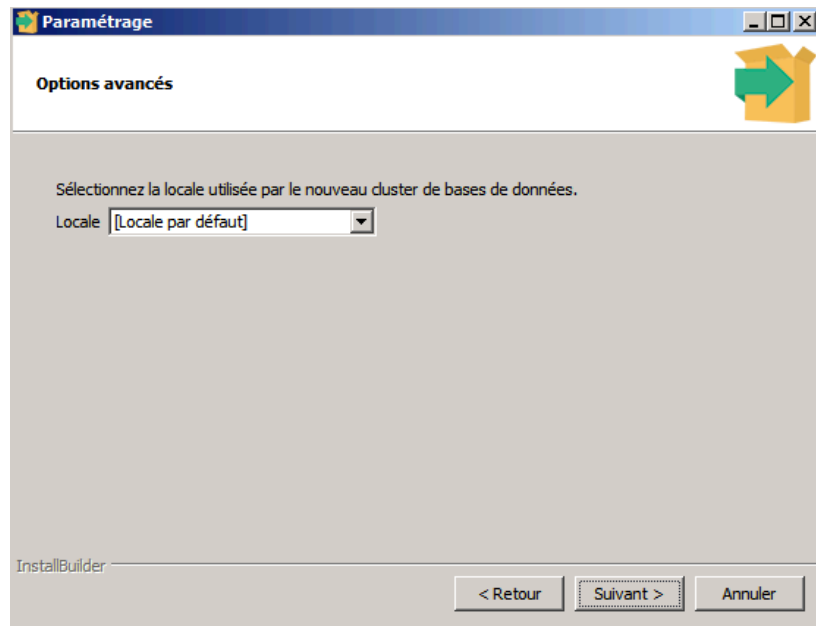 Paramétrage
Options avancés
Sélectionnez la locale utilisée par le nouveau cluster de bases de données.
Locale [Locale par défaut]
InstallBuilder
< Retour Suivant > Annuler